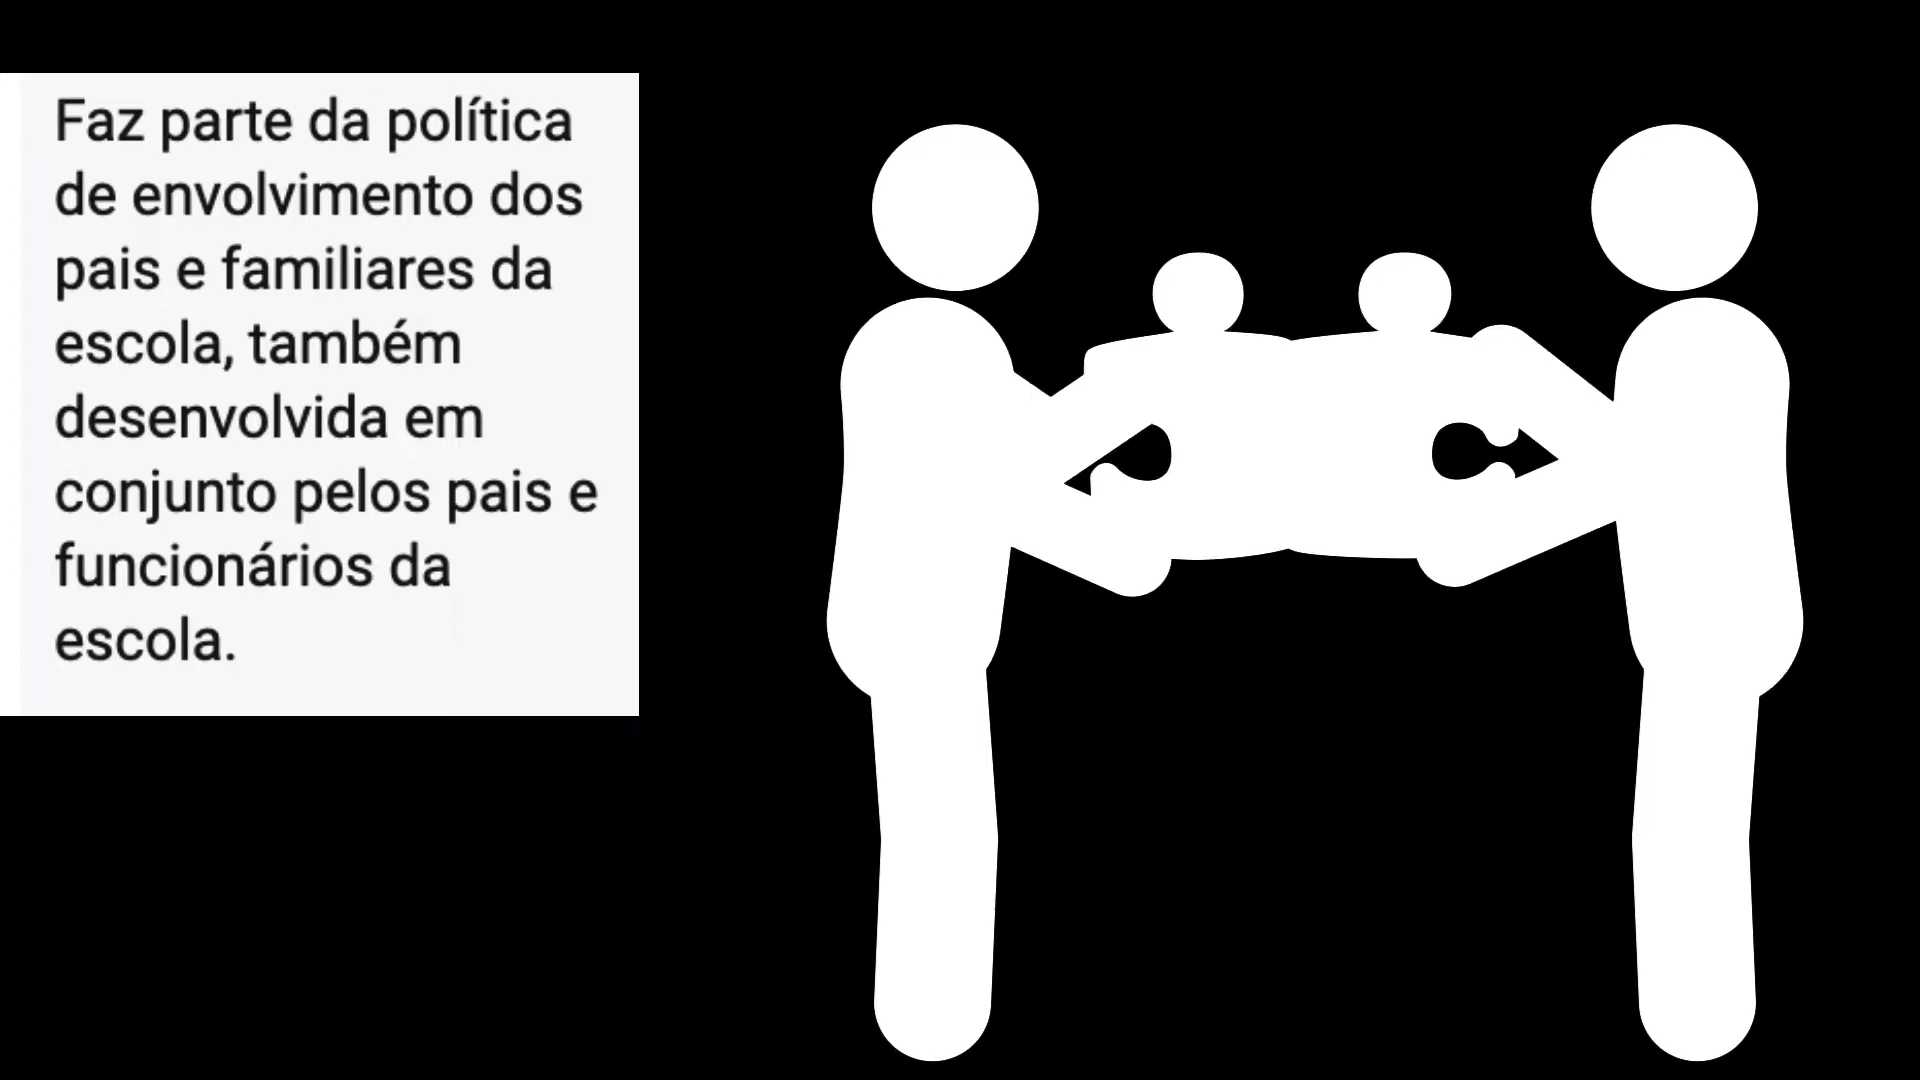 Faz parte da política
de envolvimento dos
pais e familiares da
escola, também
desenvolvida em
conjunto pelos pais e
funcionários da
escola.